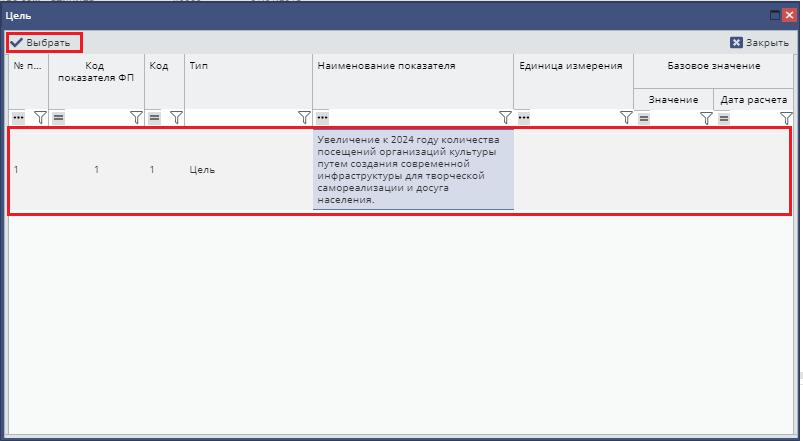 Цель
Выбрать
Закрыть
№ п...
Код
показателя ФП
Код
Тип
Наименование показателя
Единица измерения
Базовое значение
Значение
Дата расчета
1
1
1
Цель
Увеличение к 2024 году количества
посещений организаций культуры
путем создания современной
инфраструктуры для творческой
самореализации и досуга
населения.